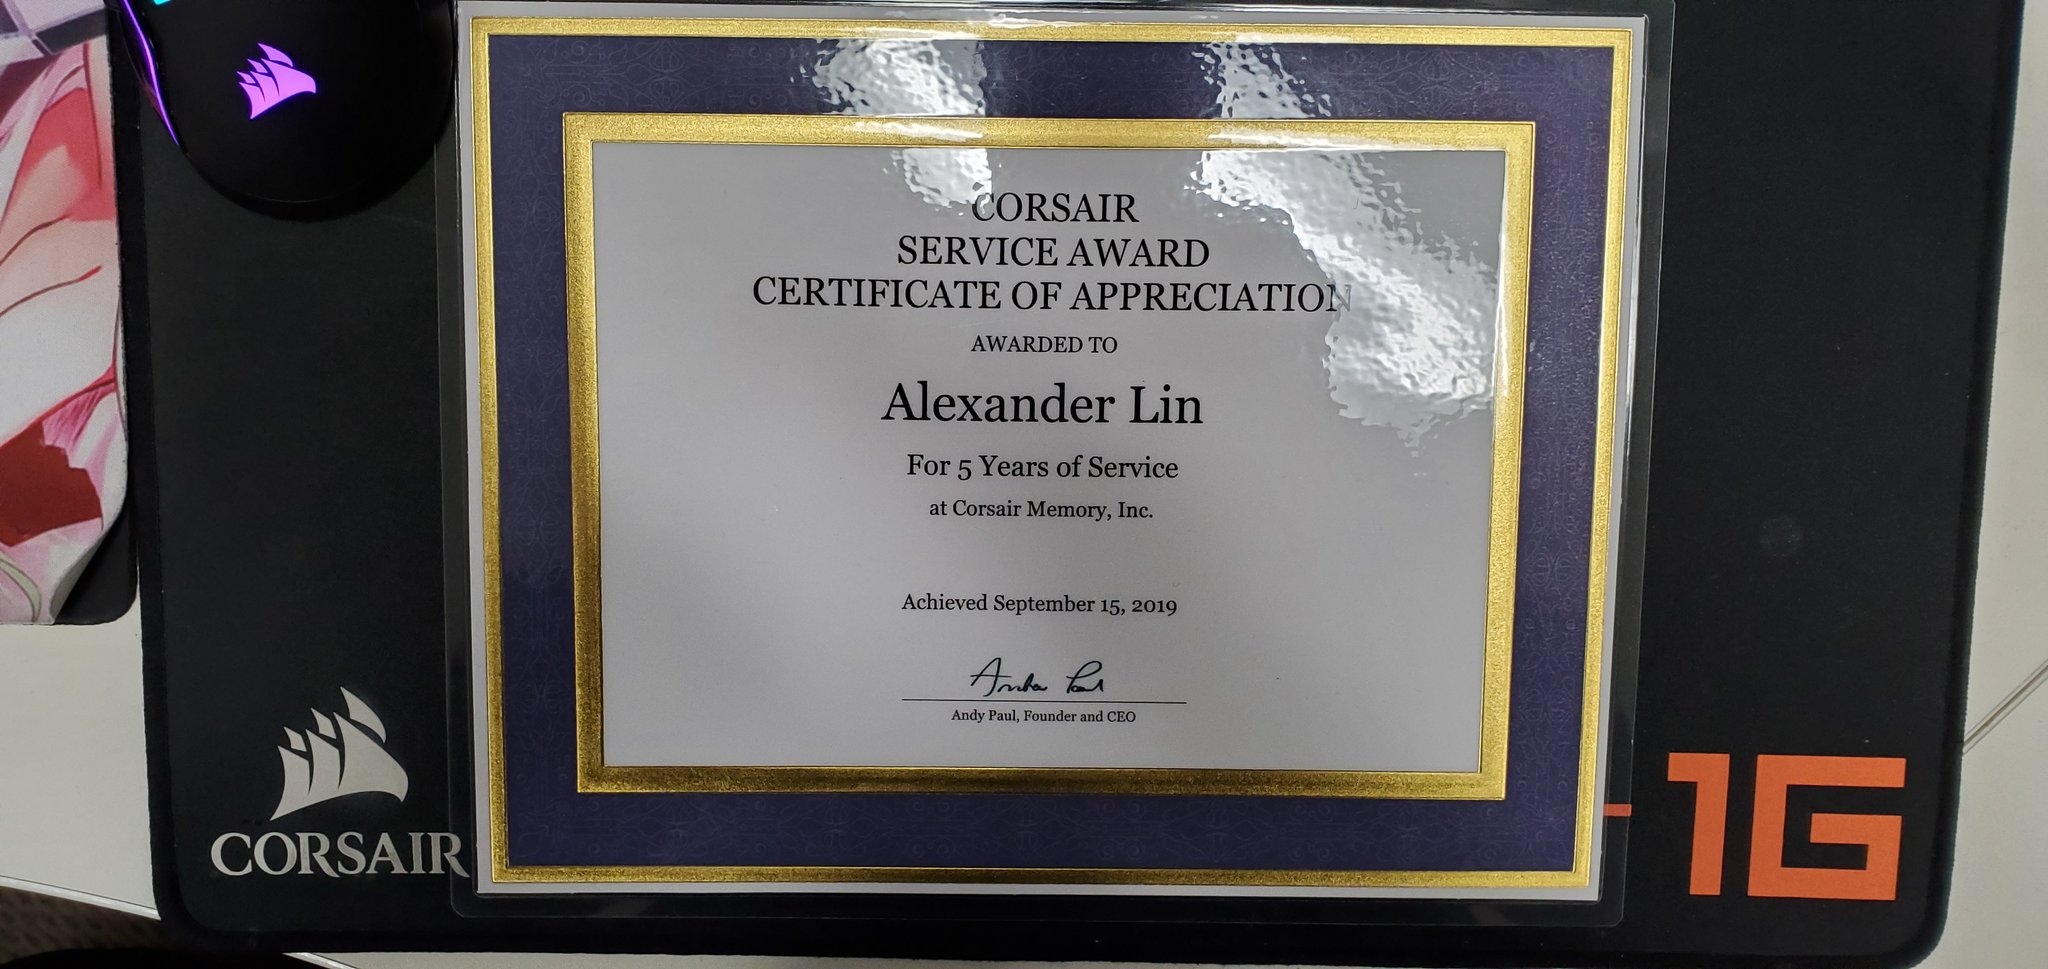 CORSAIR
SERVICE AWARD
CERTIFICATE OF APPRECIATION
AWARDED TO
Alexander Lin
For 5 Years of Service
at Corsair Memory, Inc.
Achieved September 15, 2019
Andy Paul, Founder and CEO
CORSAIR
1G